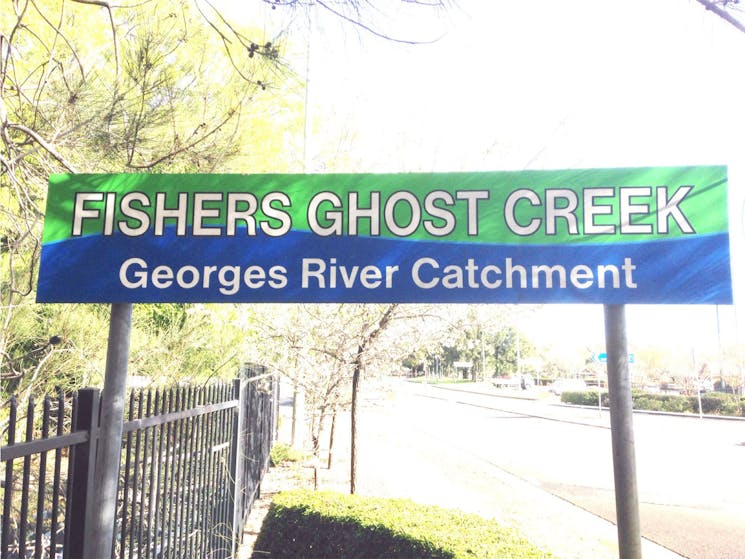 FISHERS GHOST CREEK
Georges River Catchment